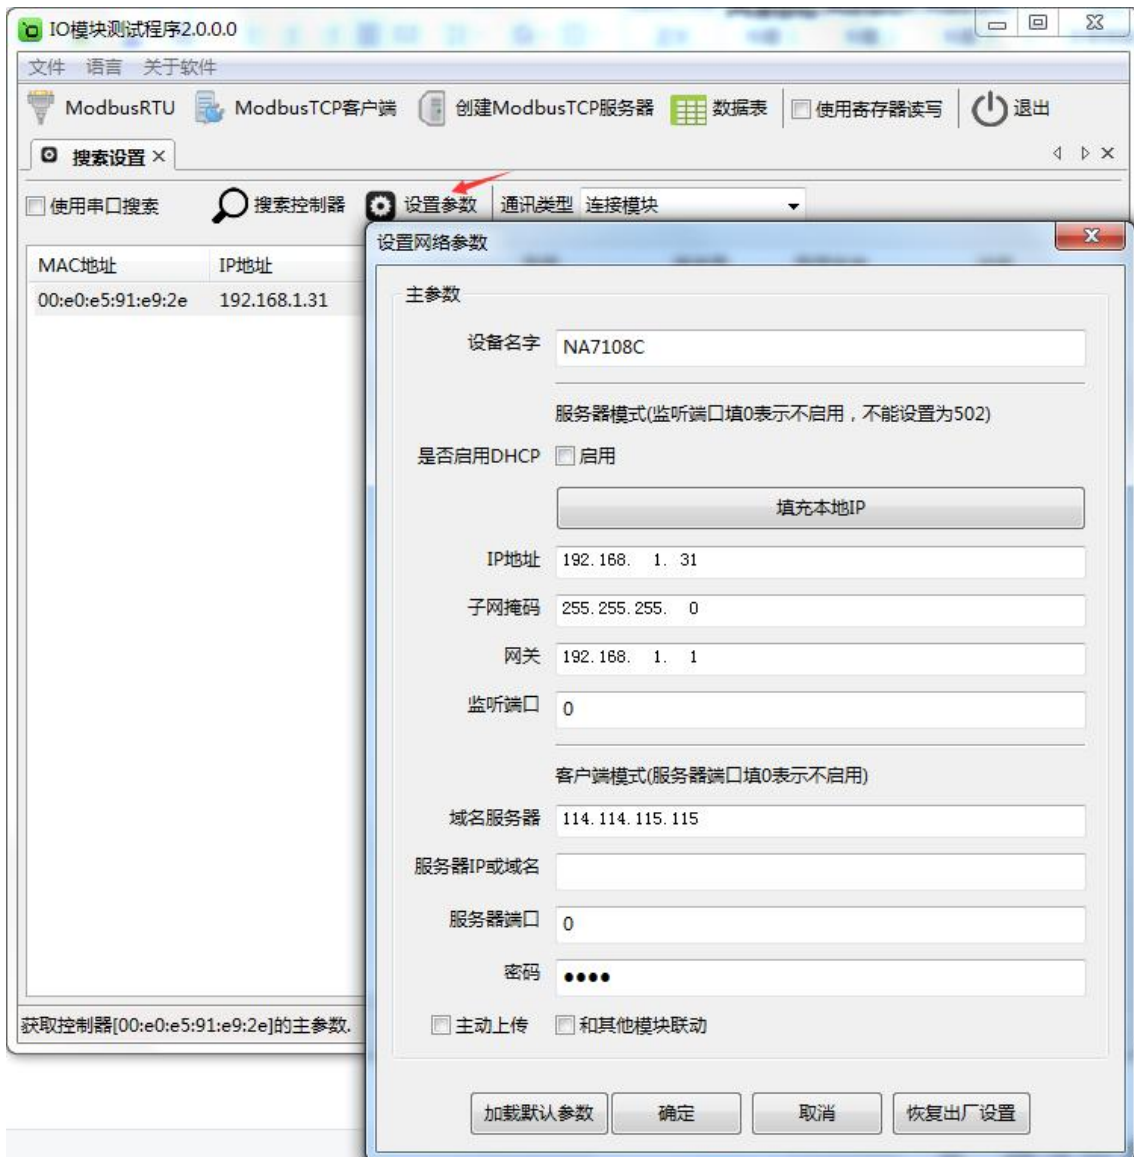 IO模块测试程序2.0.0.0
文件 语言 关于软件
ModbusRTU ModbusTCP客户端 创建ModbusTCP服务器 数据表 使用寄存器读写 退出
搜索设置
使用串口搜索 搜索控制器 设置参数 通讯类型 连接模块
设置网络参数
MAC地址 IP地址
00:e0:e5:91:e9:2e 192.168.1.31
主参数
设备名字 NA7108C
服务器模式(监听端口填0表示不启用，不能设置为502)
是否启用DHCP 启用
填充本地IP
IP地址 192.168. 1. 31
子网掩码 255.255.255. 0
网关 192.168. 1. 1
监听端口 0
客户端模式(服务器端口填0表示不启用)
域名服务器 114.114.115.115
服务器IP或域名
服务器端口 0
密码 ●●●●
主动上传 和其他模块联动
获取控制器[00:e0:e5:91:e9:2e]的主参数.
加载默认参数 确定 取消 恢复出厂设置